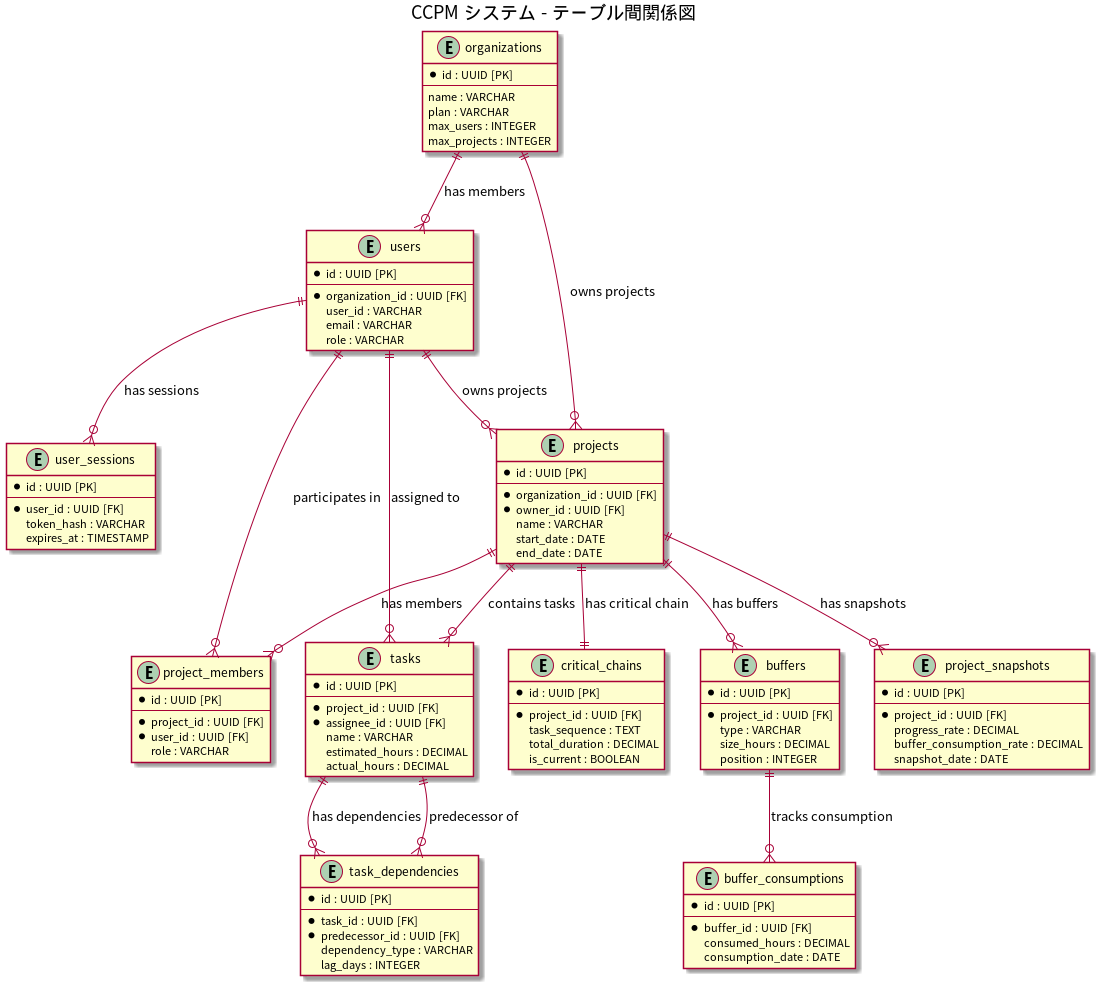 CCPM システム - テーブル間関係図
E organizations
id : UUID [PK]
name : VARCHAR
plan : VARCHAR
max_users : INTEGER
max_projects : INTEGER
has members
E users
id : UUID [PK]
organization_id : UUID [FK]
user_id : VARCHAR
email : VARCHAR
role : VARCHAR
owns projects
has sessions
owns projects
E user_sessions
id : UUID [PK]
user_id : UUID [FK]
token_hash : VARCHAR
expires_at : TIMESTAMP
participates in
assigned to
E projects
id : UUID [PK]
organization_id : UUID [FK]
owner_id : UUID [FK]
name : VARCHAR
start_date : DATE
end_date : DATE
has members
contains tasks
has critical chain
has buffers
has snapshots
E project_members
id : UUID [PK]
project_id : UUID [FK]
user_id : UUID [FK]
role : VARCHAR
E tasks
id : UUID [PK]
project_id : UUID [FK]
assignee_id : UUID [FK]
name : VARCHAR
estimated_hours : DECIMAL
actual_hours : DECIMAL
E critical_chains
id : UUID [PK]
project_id : UUID [FK]
task_sequence : TEXT
total_duration : DECIMAL
is_current : BOOLEAN
E buffers
id : UUID [PK]
project_id : UUID [FK]
type : VARCHAR
size_hours : DECIMAL
position : INTEGER
E project_snapshots
id : UUID [PK]
project_id : UUID [FK]
progress_rate : DECIMAL
buffer_consumption_rate : DECIMAL
snapshot_date : DATE
has dependencies
predecessor of
tracks consumption
E task_dependencies
id : UUID [PK]
task_id : UUID [FK]
predecessor_id : UUID [FK]
dependency_type : VARCHAR
lag_days : INTEGER
E buffer_consumptions
id : UUID [PK]
buffer_id : UUID [FK]
consumed_hours : DECIMAL
consumption_date : DATE